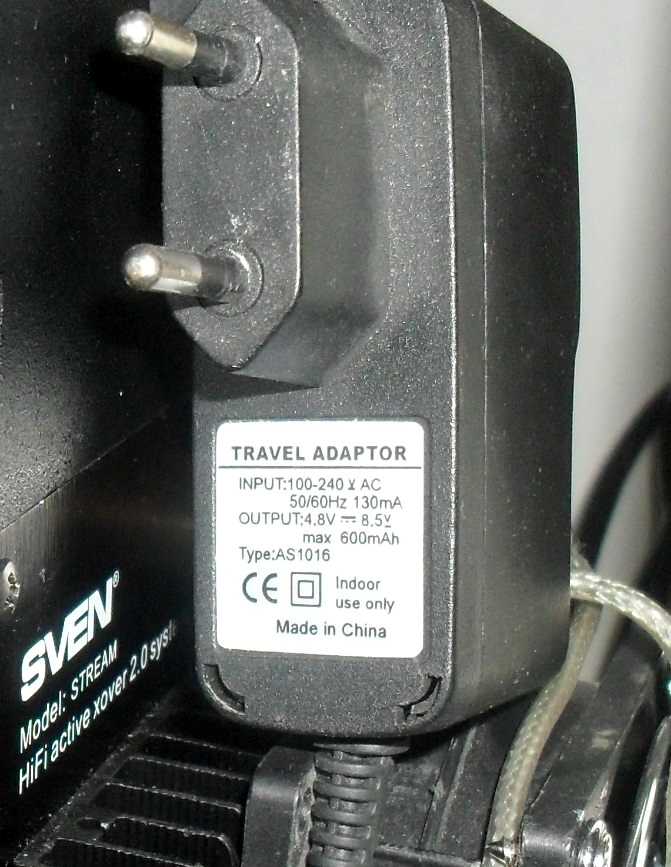 TRAVEL ADAPTOR
INPUT:100-240 V AC
50/60Hz 130mA
OUTPUT:4.8V ⎓ 8.5V
max 600mAh
Type:AS1016
CE Indoor
use only
Made in China
SVEN®
Model: STREAM
HiFi active xover 2.0